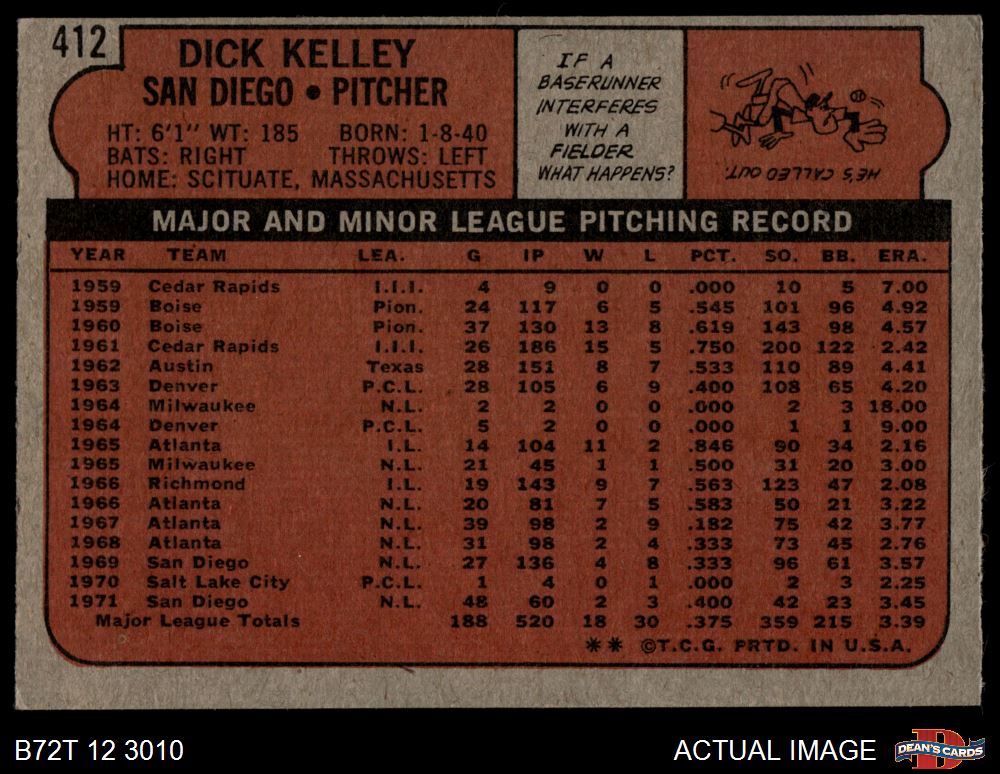 412
DICK KELLEY
SAN DIEGO • PITCHER
HT: 6'1" WT: 185 BORN: 1-8-40
BATS: RIGHT THROWS: LEFT
HOME: SCITUATE, MASSACHUSETTS
IF A
BASERUNNER
INTERFERES
WITH A
FIELDER
WHAT HAPPENS?
HE'S CALLED OUT.
MAJOR AND MINOR LEAGUE PITCHING RECORD
YEAR TEAM LEA. G IP W L PCT. SO. BB. ERA.
1959 Cedar Rapids I.I.I. 4 9 0 0 .000 10 5 7.00
1959 Boise Pion. 24 117 6 5 .545 101 96 4.92
1960 Boise Pion. 37 130 13 8 .619 143 98 4.57
1961 Cedar Rapids I.I.I. 26 186 15 5 .750 200 122 2.42
1962 Austin Texas 28 151 8 7 .533 110 89 4.41
1963 Denver P.C.L. 28 105 6 9 .400 108 65 4.20
1964 Milwaukee N.L. 2 2 0 0 .000 2 3 18.00
1964 Denver P.C.L. 5 2 0 0 .000 1 1 9.00
1965 Atlanta I.L. 14 104 11 2 .846 90 34 2.16
1965 Milwaukee N.L. 21 45 1 1 .500 31 20 3.00
1966 Richmond I.L. 19 143 9 7 .563 123 47 2.08
1966 Atlanta N.L. 20 81 7 5 .583 50 21 3.22
1967 Atlanta N.L. 39 98 2 9 .182 75 42 3.77
1968 Atlanta N.L. 31 98 2 4 .333 73 45 2.76
1969 San Diego N.L. 27 136 4 8 .333 96 61 3.57
1970 Salt Lake City P.C.L. 1 4 0 1 .000 2 3 2.25
1971 San Diego N.L. 48 60 2 3 .400 42 23 3.45
Major League Totals 188 520 18 30 .375 359 215 3.39
** ©T.C.G. PRTD. IN U.S.A.
B72T 12 3010
ACTUAL IMAGE
D
DEAN'S CARDS